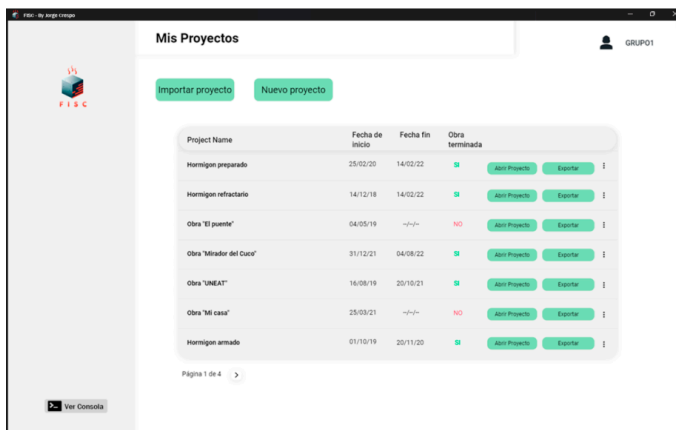 FISC - By Jorge Crespo
Mis Proyectos
GRUPO1
FISC
Importar proyecto
Nuevo proyecto
Project Name Fecha de inicio Fecha fin Obra terminada
Hormigon preparado 25/02/20 14/02/22 SI Abrir Proyecto Exportar
Hormigon refractario 14/12/18 14/02/22 SI Abrir Proyecto Exportar
Obra "El puente" 04/05/19 --/--/-- NO Abrir Proyecto Exportar
Obra "Mirador del Cuco" 31/12/21 04/08/22 SI Abrir Proyecto Exportar
Obra "UNEAT" 16/08/19 20/10/21 SI Abrir Proyecto Exportar
Obra "Mi casa" 25/03/21 --/--/-- NO Abrir Proyecto Exportar
Hormigon armado 01/10/19 20/11/20 SI Abrir Proyecto Exportar
Página 1 de 4
Ver Consola